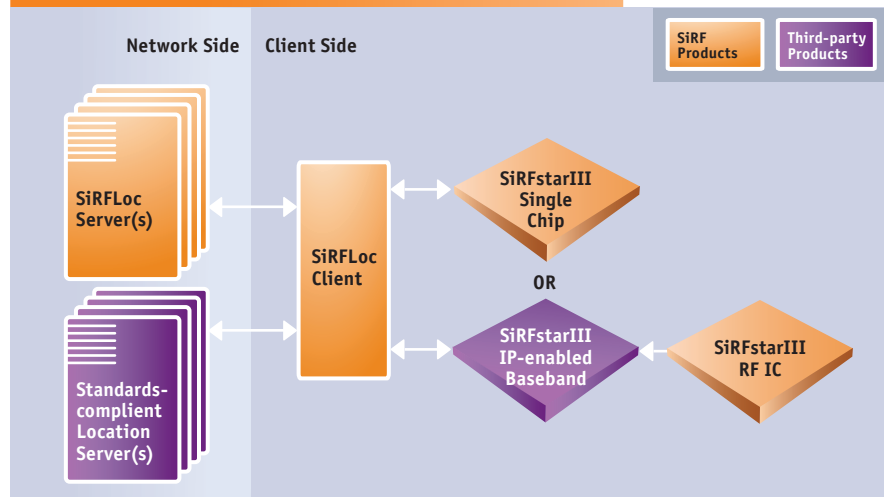 Network Side
Client Side
SiRF
Products
Third-party
Products
SiRFLoc
Server(s)
SiRFLoc
Client
SiRFstarIII
Single
Chip
OR
SiRFstarIII
IP-enabled
Baseband
SiRFstarIII
RF IC
Standards-
complient
Location
Server(s)